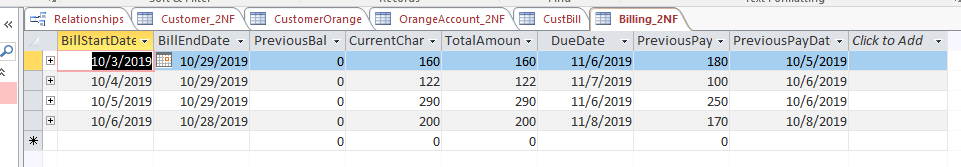 Sort & Filter Records Find Text Formatting
Relationships Customer_2NF CustomerOrange OrangeAccount_2NF CustBill Billing_2NF
BillStartDate BillEndDate PreviousBal CurrentChar TotalAmoun DueDate PreviousPay PreviousPayDat Click to Add
10/3/2019 10/29/2019 0 160 160 11/6/2019 180 10/5/2019
10/4/2019 10/29/2019 0 122 122 11/7/2019 100 10/6/2019
10/5/2019 10/29/2019 0 290 290 11/6/2019 250 10/6/2019
10/6/2019 10/28/2019 0 200 200 11/8/2019 170 10/8/2019
0 0 0 0